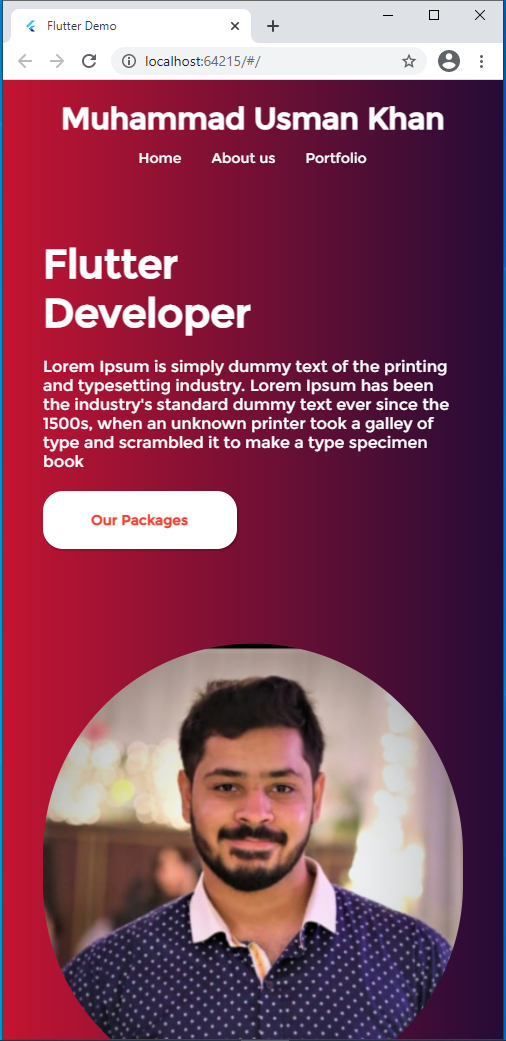 Flutter Demo
localhost:64215/#/
Muhammad Usman Khan
Home About us Portfolio
Flutter
Developer
Lorem Ipsum is simply dummy text of the printing
and typesetting industry. Lorem Ipsum has been
the industry's standard dummy text ever since the
1500s, when an unknown printer took a galley of
type and scrambled it to make a type specimen
book
Our Packages